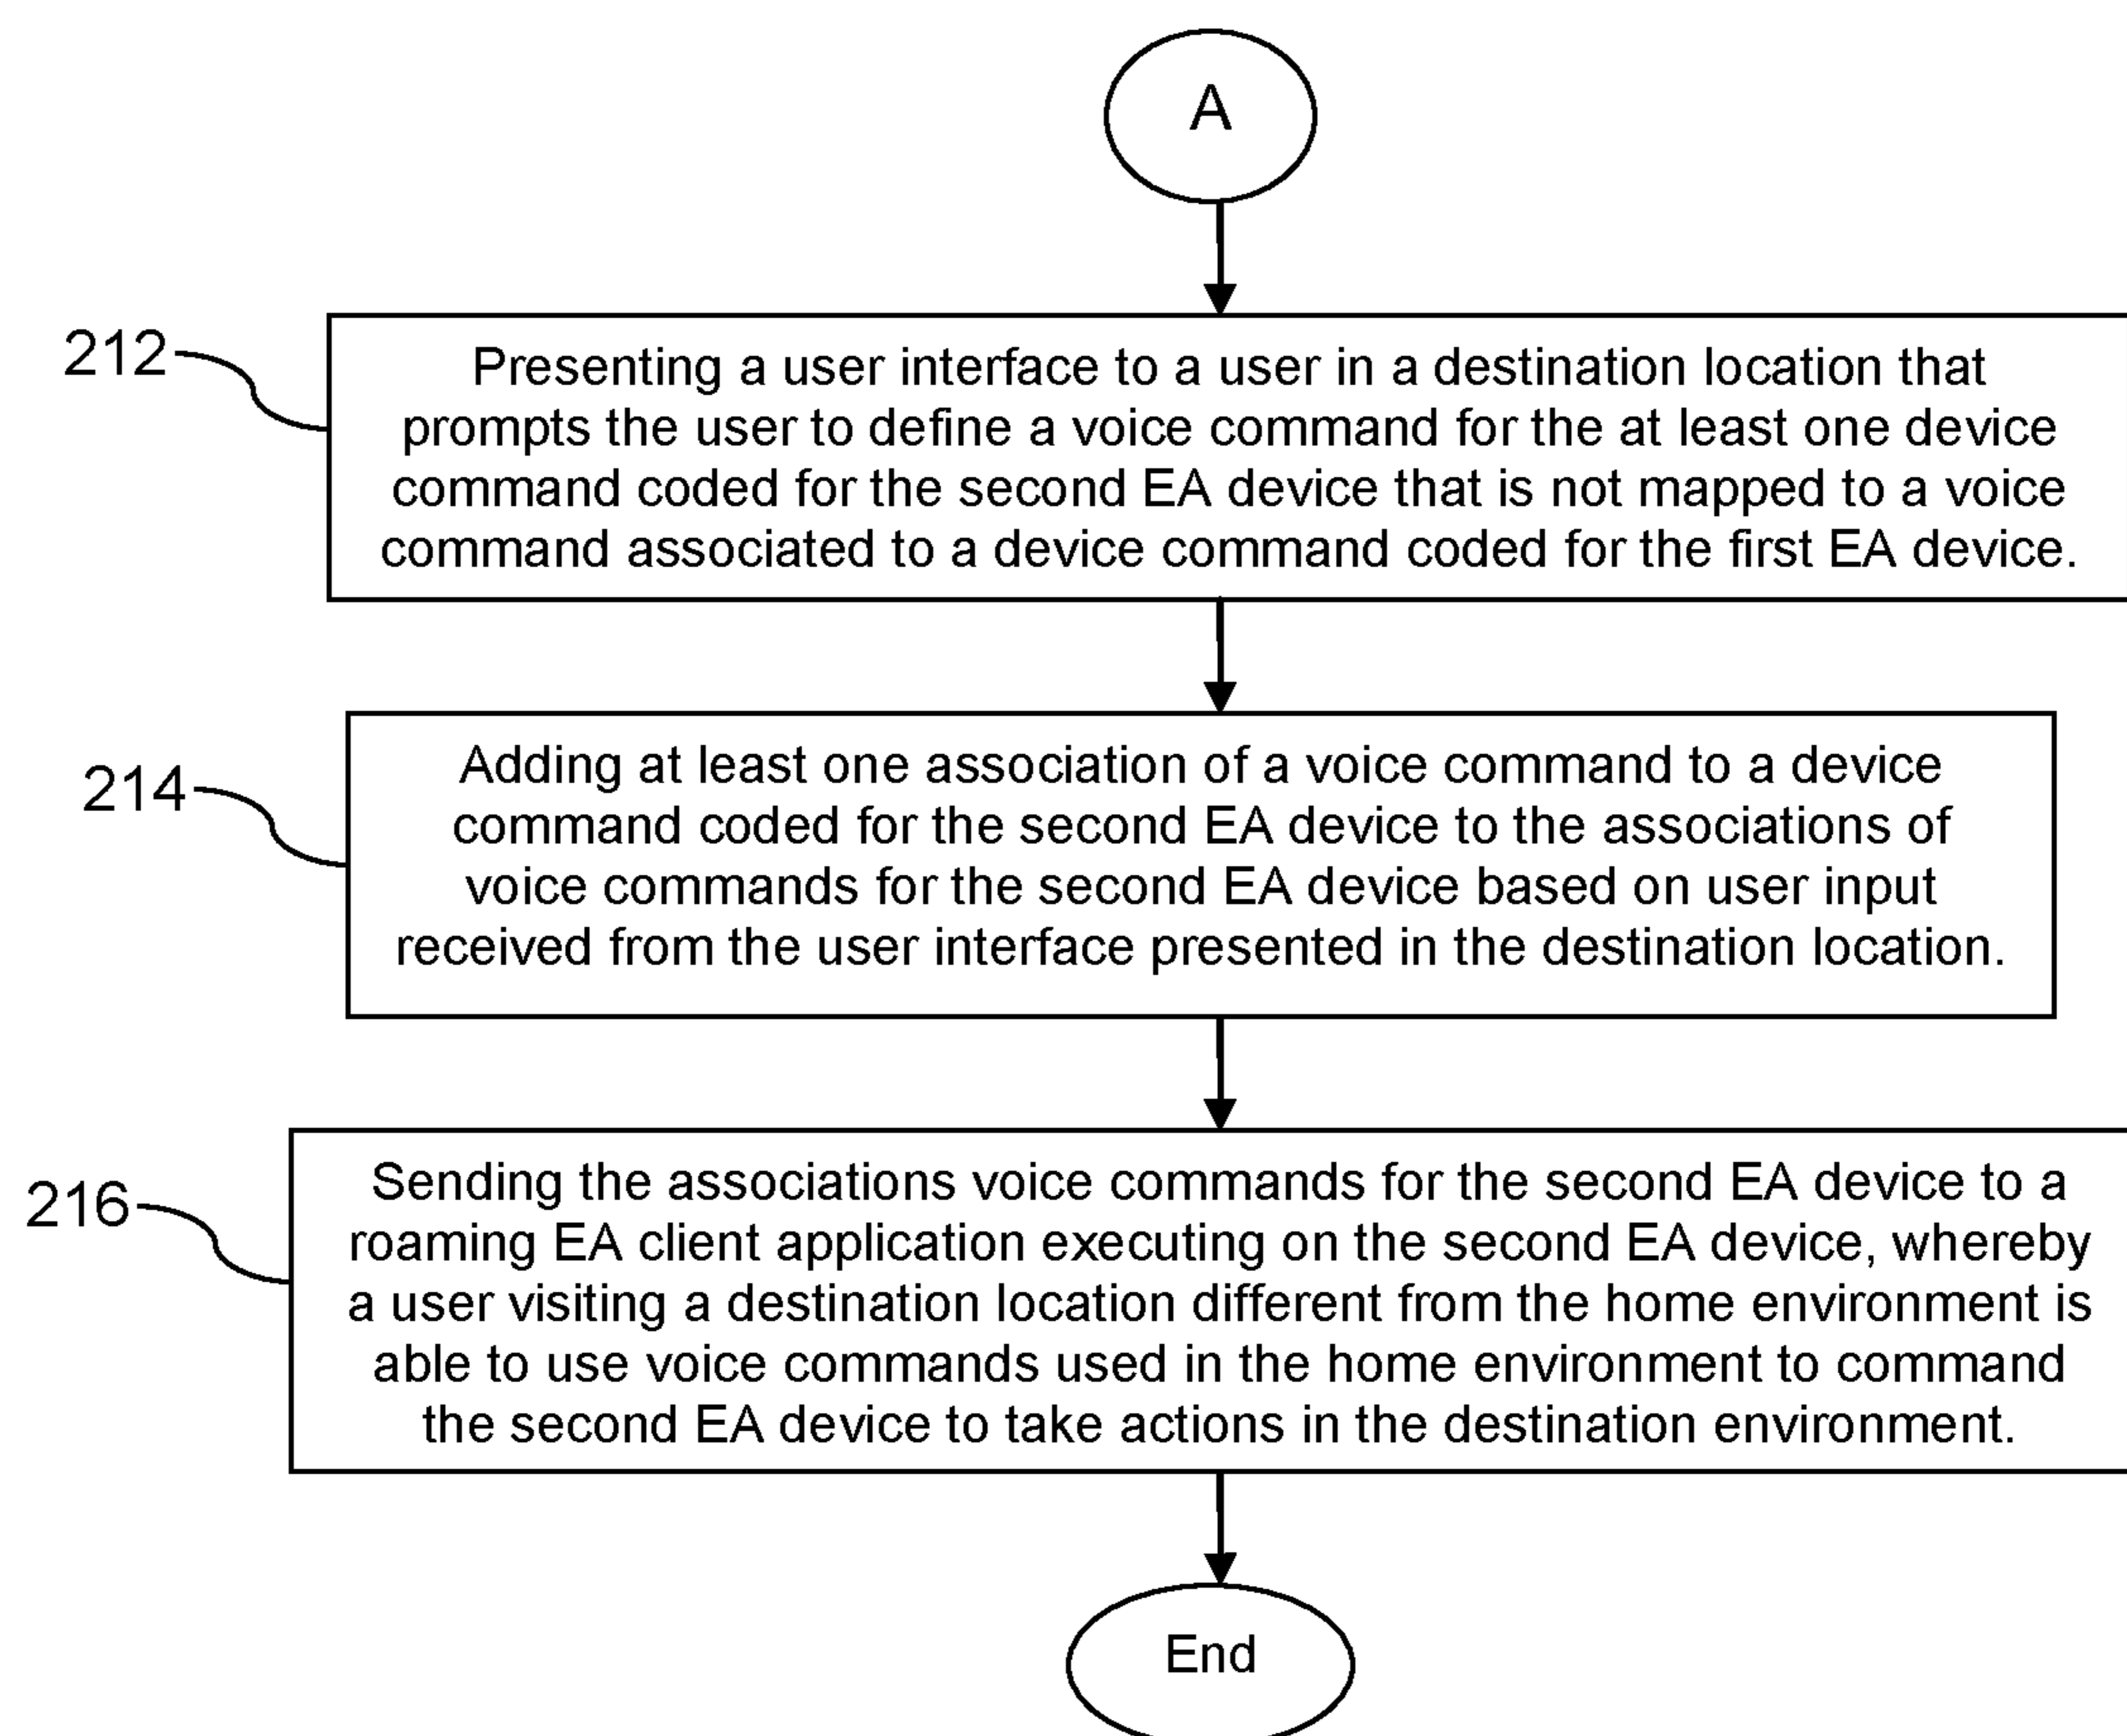 A
212
Presenting a user interface to a user in a destination location that
prompts the user to define a voice command for the at least one device
command coded for the second EA device that is not mapped to a voice
command associated to a device command coded for the first EA device.
214
Adding at least one association of a voice command to a device
command coded for the second EA device to the associations of
voice commands for the second EA device based on user input
received from the user interface presented in the destination location.
216
Sending the associations voice commands for the second EA device to a
roaming EA client application executing on the second EA device, whereby
a user visiting a destination location different from the home environment is
able to use voice commands used in the home environment to command
the second EA device to take actions in the destination environment.
End